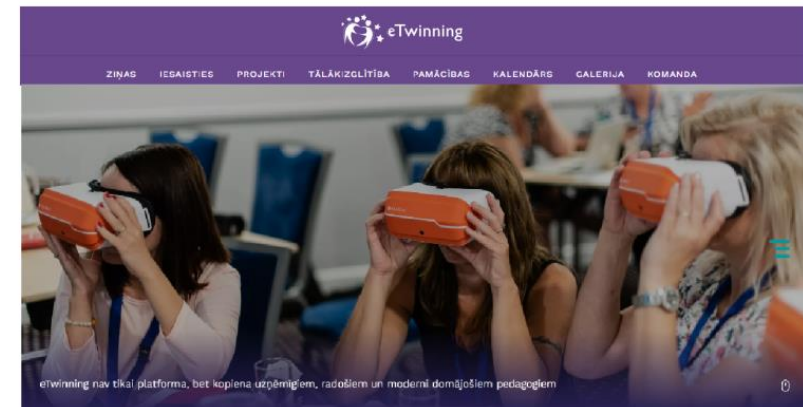 eTwinning
ZIŅAS IESAISTIES PROJEKTI TĀLĀKIZGLĪTĪBA PAMĀCĪBAS KALENDĀRS GALERIJA KOMANDA
eTwinning nav tikai platforma, bet kopiena uzņēmīgiem, radošiem un moderni domājošiem pedagogiem